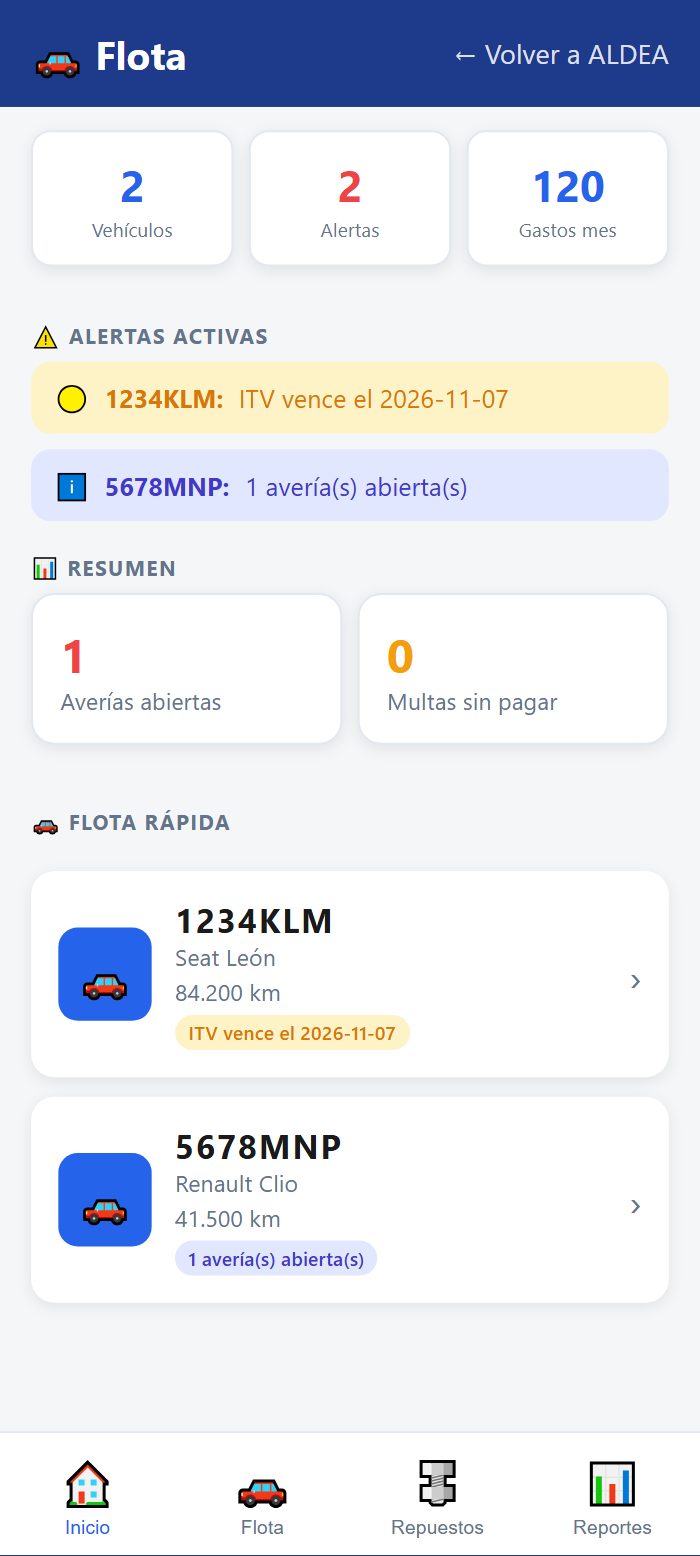 Flota
← Volver a ALDEA
2
Vehículos
2
Alertas
120
Gastos mes
ALERTAS ACTIVAS
1234KLM: ITV vence el 2026-11-07
5678MNP: 1 avería(s) abierta(s)
RESUMEN
1
Averías abiertas
0
Multas sin pagar
FLOTA RÁPIDA
1234KLM
Seat León
84.200 km
ITV vence el 2026-11-07
›
5678MNP
Renault Clio
41.500 km
1 avería(s) abierta(s)
›
Inicio
Flota
Repuestos
Reportes